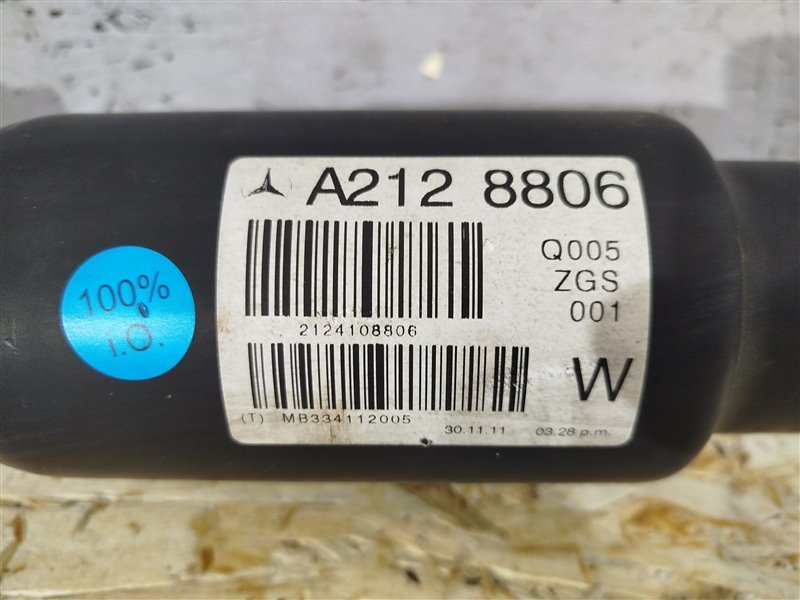 A212 8806
Q005
ZGS
001
2124108806
W
(T) MB334112005
30.11.11 03.28 p.m.
100%
i.O.